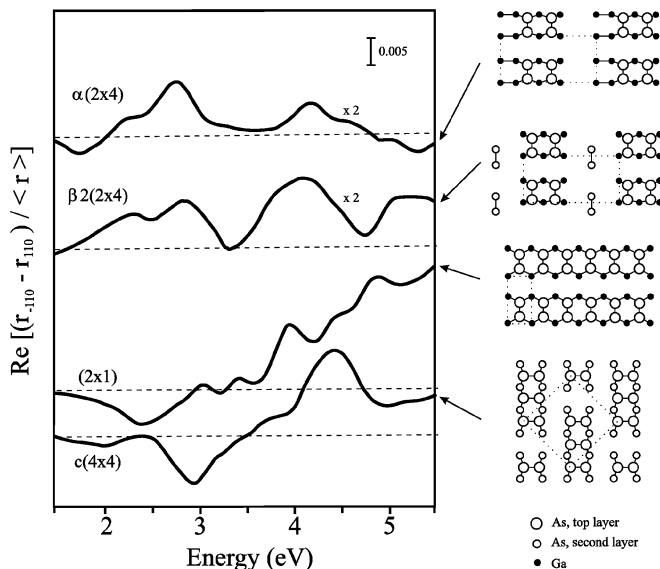 Re [(r-110 - r110) / < r >]
0.005
α(2x4)
x 2
β2(2x4)
x 2
(2x1)
c(4x4)
2 3 4 5
Energy (eV)
As, top layer
As, second layer
Ga